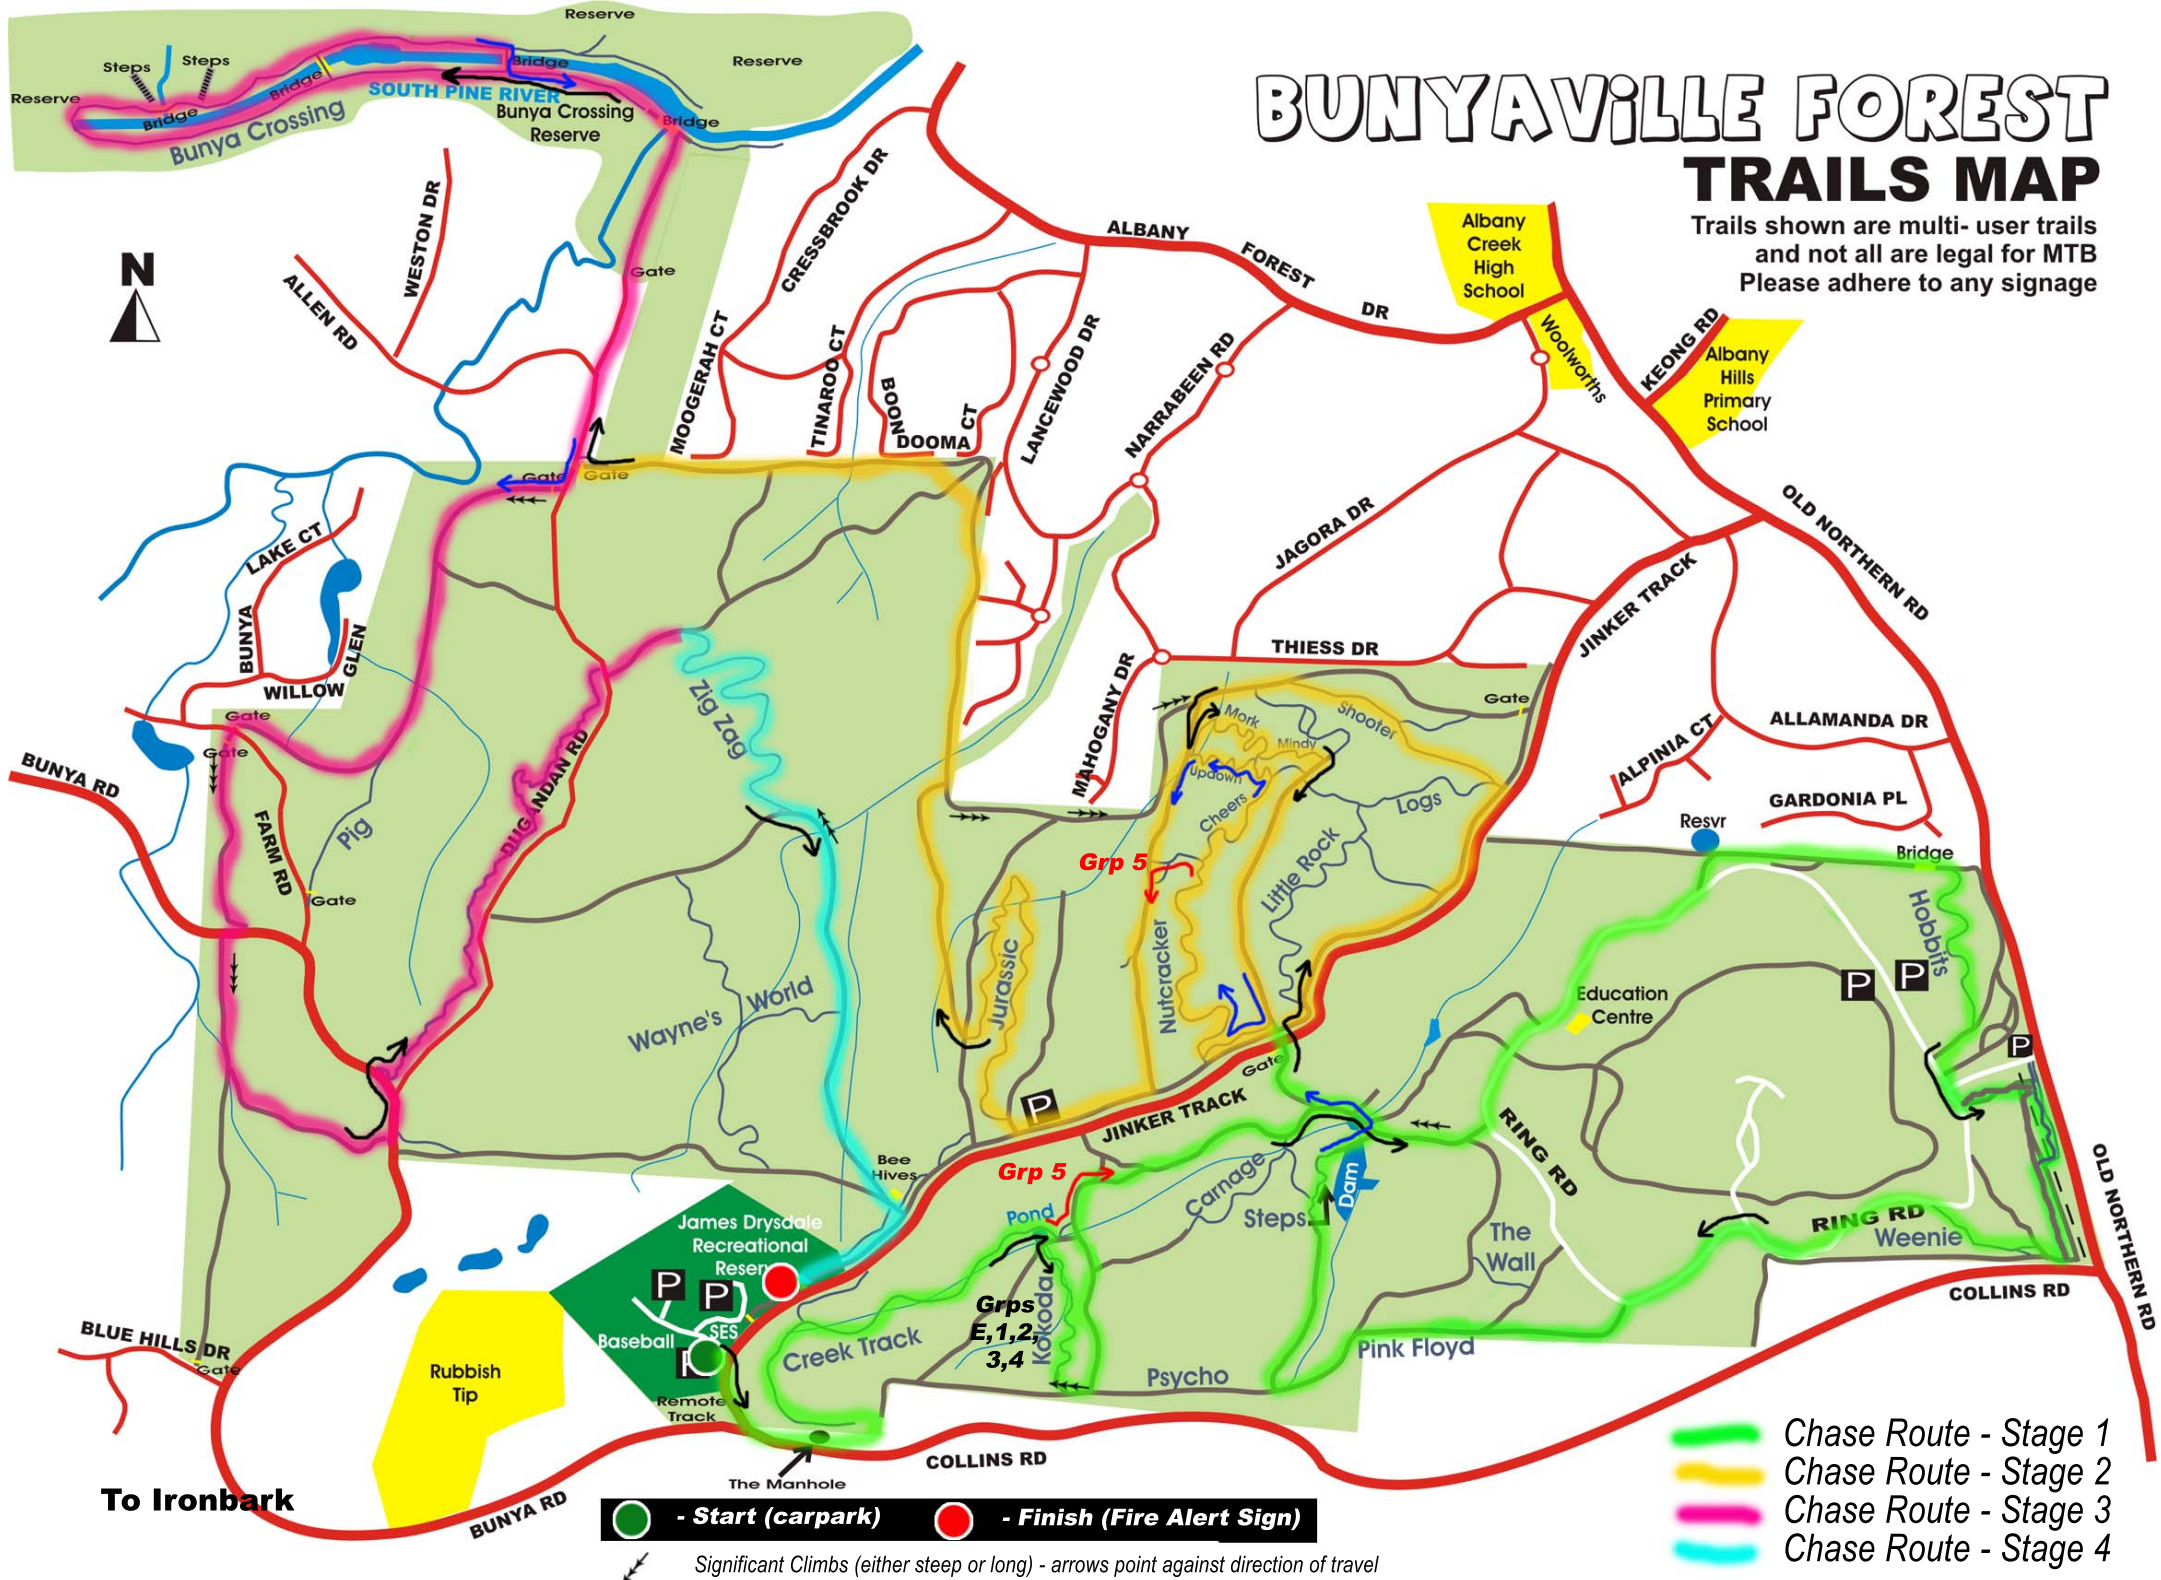 BUNYAVILLE FOREST
TRAILS MAP
Trails shown are multi- user trails
and not all are legal for MTB
Please adhere to any signage
Reserve
Reserve
Reserve
Steps
Steps
Bridge
Bridge
Bridge
Bridge
SOUTH PINE RIVER
Bunya Crossing
Bunya Crossing
Reserve
N
WESTON DR
ALLEN RD
Gate
CRESSBROOK DR
MOOGERAH CT
TINAROO CT
BOON
DOOMA
CT
LANCEWOOD DR
NARRABEEN RD
ALBANY
FOREST
DR
Albany
Creek
High
School
Woolworths
KEONG RD
Albany
Hills
Primary
School
OLD NORTHERN RD
JAGORA DR
JINKER TRACK
THIESS DR
MAHOGANY DR
Gate
Gate
LAKE CT
BUNYA
GLEN
WILLOW
Gate
Gate
BUNYA RD
FARM RD
Pig
Gate
DUGANDAN RD
Zig Zag
Wayne's
World
Jurassic
Grp 5
Nutcracker
Mork
Mindy
Updown
Cheers
Shooter
Gate
Logs
Little Rock
ALPINIA CT
ALLAMANDA DR
GARDONIA PL
Resvr
Bridge
Hobbits
P
P
P
Education
Centre
RING RD
P
JINKER TRACK
Gate
Bee
Hives
Grp 5
Pond
Carnage
Steps
Dam
The
Wall
RING RD
Weenie
OLD NORTHERN RD
COLLINS RD
James Drysdale
Recreational
P
P
SES
Baseball
Remote
Track
Creek Track
Grps
E,1,2,
3,4
Kokoda
Psycho
Pink Floyd
BLUE HILLS DR
Gate
Rubbish
Tip
The Manhole
COLLINS RD
To Ironbark
BUNYA RD
- Start (carpark)
- Finish (Fire Alert Sign)
Significant Climbs (either steep or long) - arrows point against direction of travel
Chase Route - Stage 1
Chase Route - Stage 2
Chase Route - Stage 3
Chase Route - Stage 4